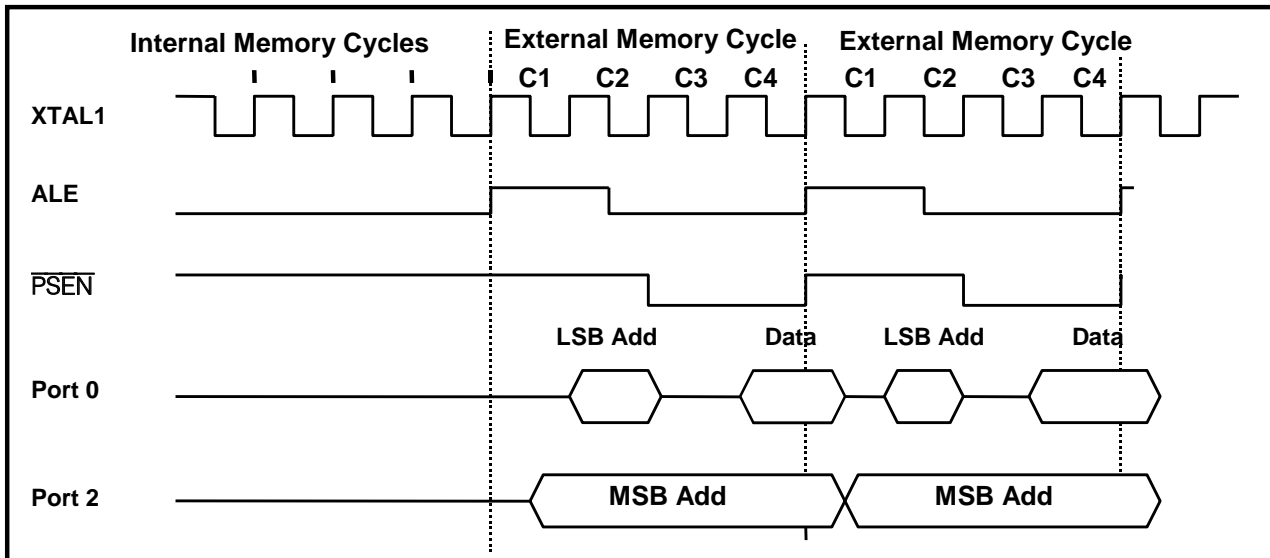 Internal Memory Cycles External Memory Cycle External Memory Cycle
C1 C2 C3 C4 C1 C2 C3 C4
XTAL1
ALE
PSEN
LSB Add Data LSB Add Data
Port 0
Port 2 MSB Add MSB Add